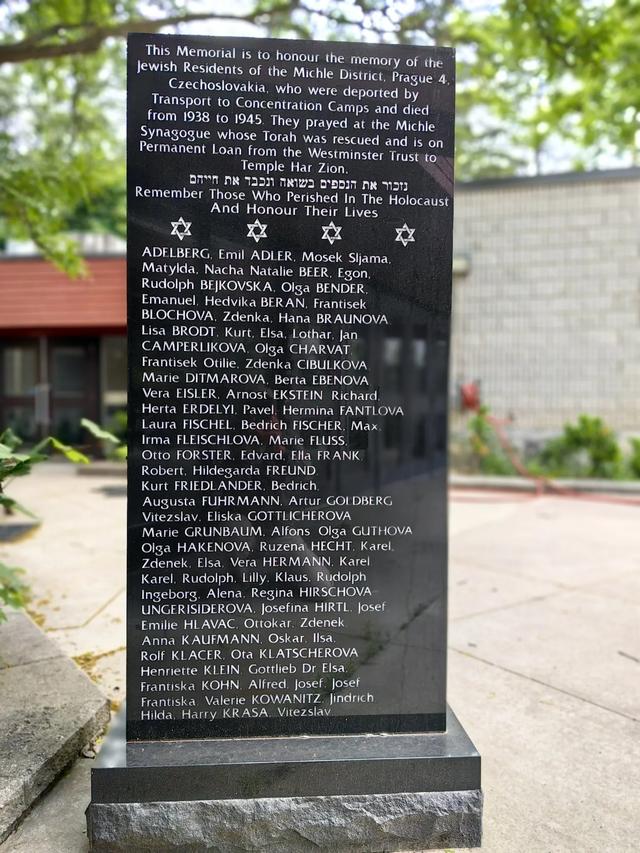 This Memorial is to honour the memory of the
Jewish Residents of the Michle District, Prague 4,
Czechoslovakia, who were deported by
Transport to Concentration Camps and died
from 1938 to 1945. They prayed at the Michle
Synagogue whose Torah was rescued and is on
Permanent Loan from the Westminster Trust to
Temple Har Zion.
נזכור את הנספים בשואה ונכבד את חייהם
Remember Those Who Perished In The Holocaust
And Honour Their Lives
ADELBERG, Emil ADLER, Mosek Sljama,
Matylda, Nacha Natalie BEER, Egon,
Rudolph BEJKOVSKA, Olga BENDER,
Emanuel, Hedvika BERAN, Frantisek
BLOCHOVA, Zdenka, Hana BRAUNOVA,
Lisa BRODT, Kurt, Elsa, Lothar, Jan
CAMPERLIKOVA, Olga CHARVAT,
Frantisek Otilie, Zdenka CIBULKOVA
Marie DITMAROVA, Berta EBENOVA
Vera EISLER, Arnost EKSTEIN Richard,
Herta ERDELYI, Pavel, Hermina FANTLOVA
Laura FISCHEL, Bedrich FISCHER, Max,
Irma FLEISCHLOVA, Marie FLUSS,
Otto FORSTER, Edvard, Ella FRANK,
Robert, Hildegarda FREUND,
Kurt FRIEDLANDER, Bedrich,
Augusta FUHRMANN, Artur GOLDBERG
Vitezslav, Eliska GOTTLICHEROVA
Marie GRUNBAUM, Alfons, Olga GUTHOVA
Olga HAKENOVA, Ruzena HECHT, Karel,
Zdenek, Elsa, Vera HERMANN, Karel
Karel, Rudolph, Lilly, Klaus, Rudolph
Ingeborg, Alena, Regina HIRSCHOVA
UNGERISIDEROVA, Josefina HIRTL, Josef
Emilie HLAVAC, Ottokar, Zdenek,
Anna KAUFMANN, Oskar, Ilsa,
Rolf KLACER, Ota KLATSCHEROVA
Henriette KLEIN, Gottlieb Dr Elsa,
Frantiska KOHN, Alfred, Josef, Josef
Frantiska, Valerie KOWANITZ, Jindrich,
Hilda, Harry KRASA, Vitezslav